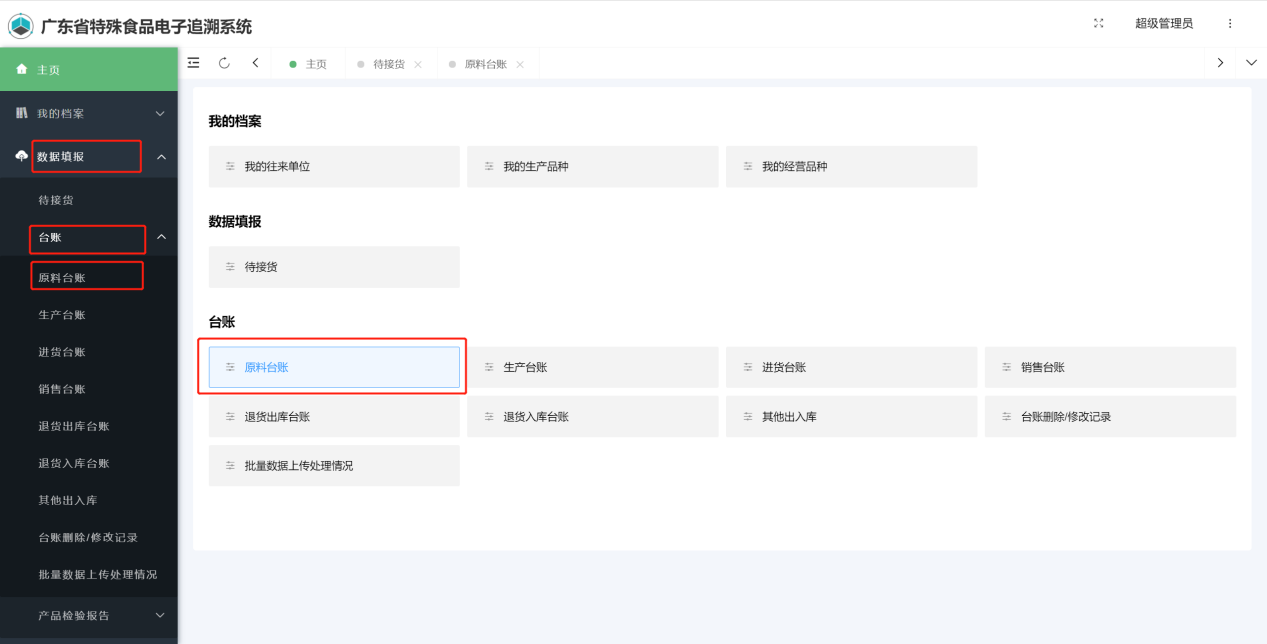 广东省特殊食品电子追溯系统
超级管理员
主页
我的档案
数据填报
待接货
台账
原料台账
生产台账
进货台账
销售台账
退货出库台账
退货入库台账
其他出入库
台账删除/修改记录
批量数据上传处理情况
产品检验报告
主页
待接货
原料台账
我的档案
我的往来单位
我的生产品种
我的经营品种
数据填报
待接货
台账
原料台账
生产台账
进货台账
销售台账
退货出库台账
退货入库台账
其他出入库
台账删除/修改记录
批量数据上传处理情况